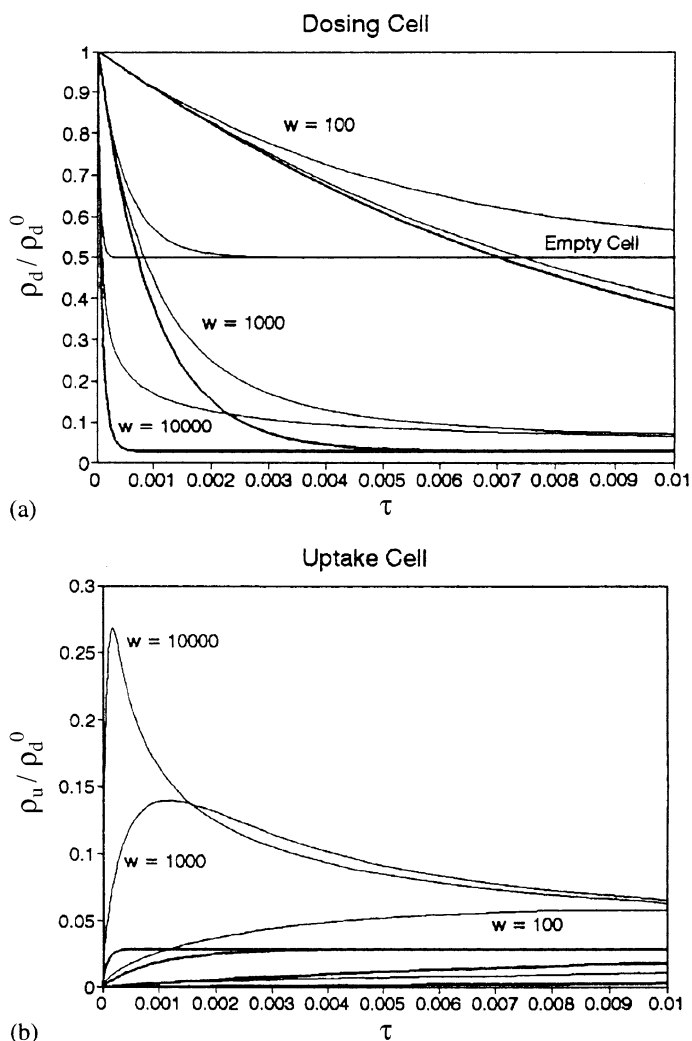 Dosing Cell
1
0.9
0.8
0.7
0.6
0.5
0.4
0.3
0.2
0.1
0
ρd / ρd⁰
w = 100
Empty Cell
w = 1000
w = 10000
0 0.001 0.002 0.003 0.004 0.005 0.006 0.007 0.008 0.009 0.01
τ
(a)
Uptake Cell
0.3
0.25
0.2
0.15
0.1
0.05
0
ρu / ρd⁰
w = 10000
w = 1000
w = 100
0 0.001 0.002 0.003 0.004 0.005 0.006 0.007 0.008 0.009 0.01
τ
(b)